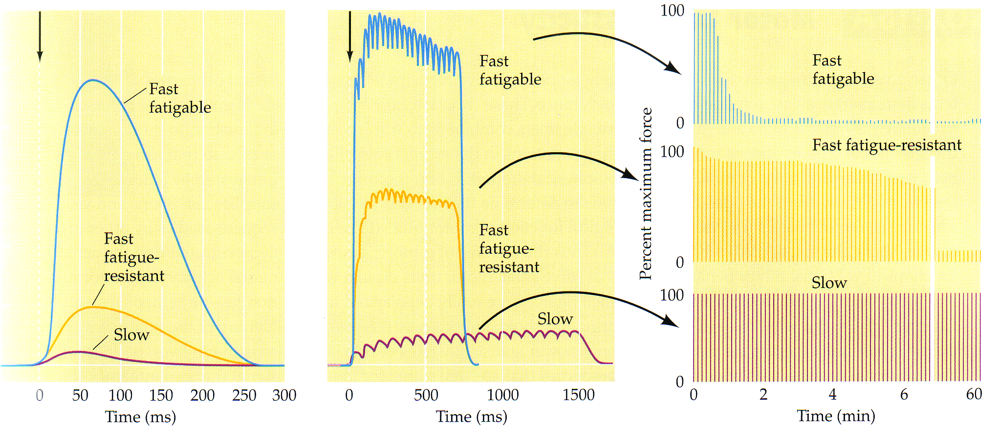 Fast
fatigable
Fast
fatigue-
resistant
Slow
0 50 100 150 200 250 300
Time (ms)
Fast
fatigable
Fast
fatigue-
resistant
Slow
0 500 1000 1500
Time (ms)
Percent maximum force
100
Fast
fatigable
0
Fast fatigue-resistant
100
0
Slow
100
0
0 2 4 6 60
Time (min)